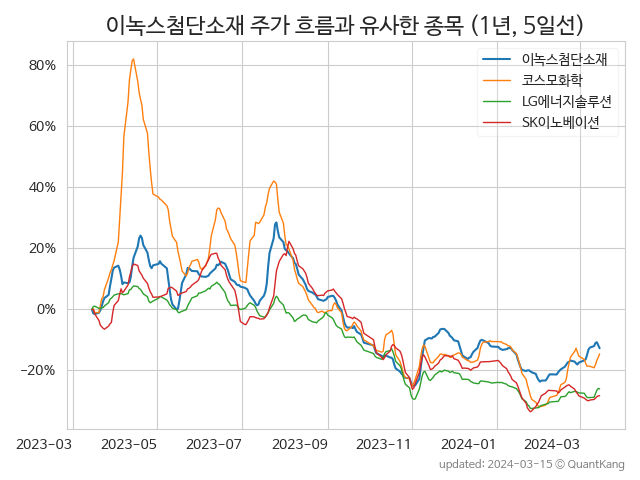 이녹스첨단소재 주가 흐름과 유사한 종목 (1년, 5일선)
이녹스첨단소재
코스모화학
LG에너지솔루션
SK이노베이션
80%
60%
40%
20%
0%
−20%
2023-03 2023-05 2023-07 2023-09 2023-11 2024-01 2024-03
updated: 2024-03-15 © QuantKang